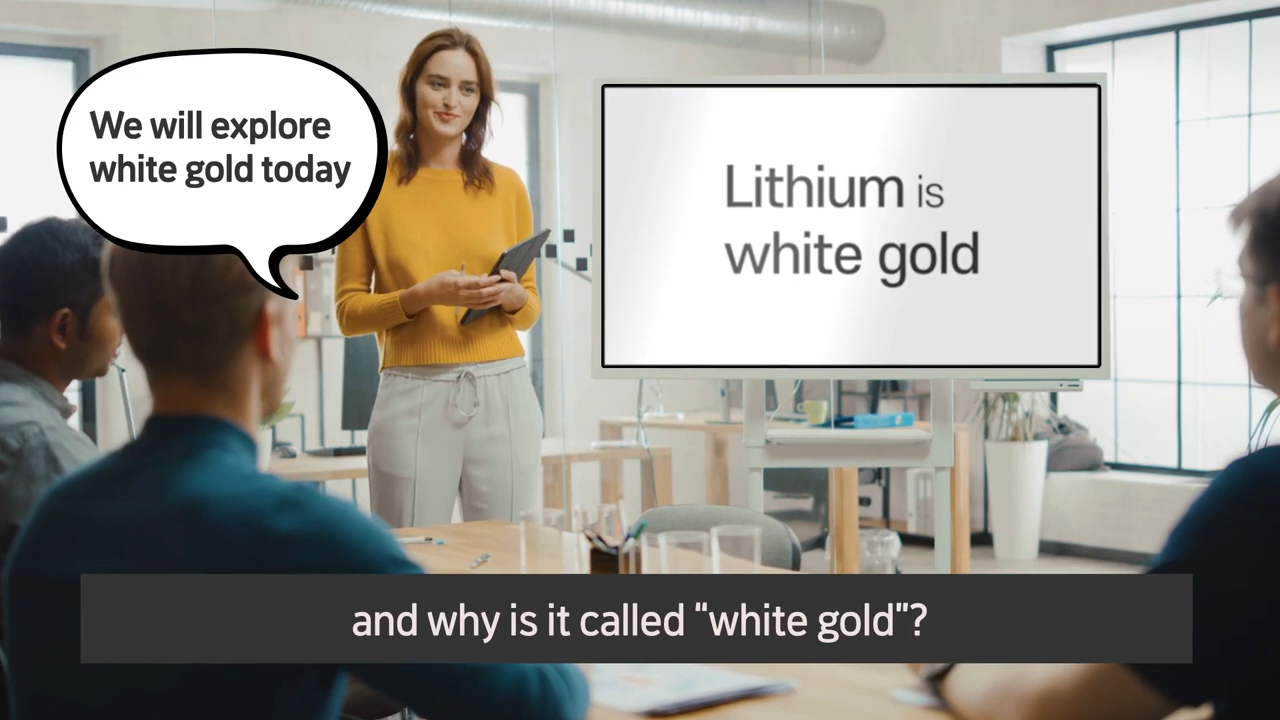 We will explore
white gold today
Lithium is
white gold
and why is it called “white gold”?